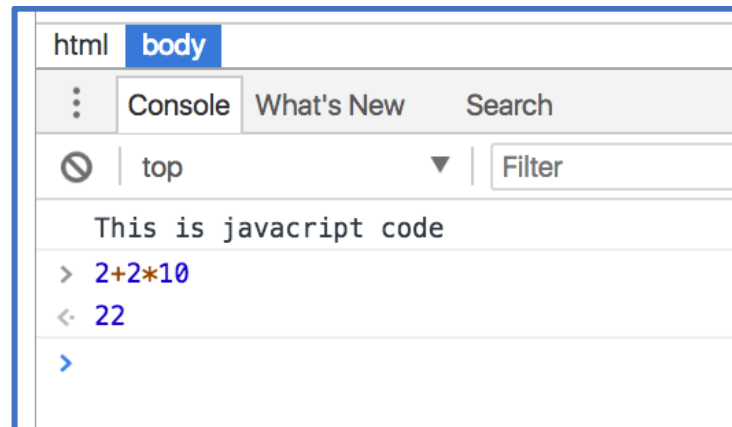 html body
Console What's New Search
top Filter
This is javacript code
> 2+2*10
22
>